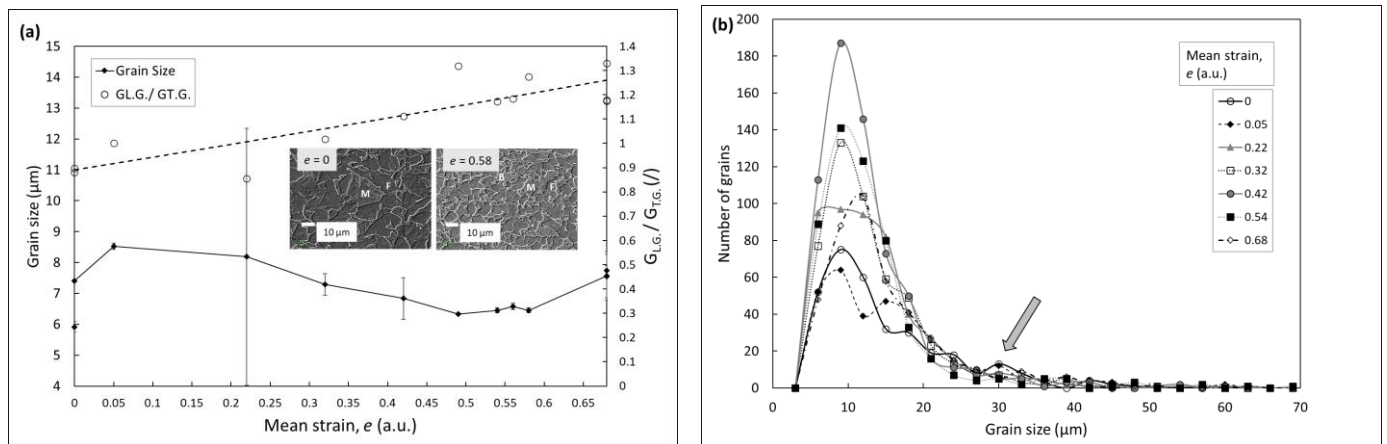 (a)
15
14
13
12
11
10
9
8
7
6
5
4
Grain size (µm)
Grain Size
GL.G./ GT.G.
e = 0
M
F
10 µm
e = 0.58
B
M
F
10 µm
1.4
1.3
1.2
1.1
1
0.9
0.8
0.7
0.6
0.5
0.4
0.3
0.2
0.1
0
G L.G./ G T.G. (/)
0 0.05 0.1 0.15 0.2 0.25 0.3 0.35 0.4 0.45 0.5 0.55 0.6 0.65
Mean strain, e (a.u.)
(b)
200
180
160
140
120
100
80
60
40
20
0
Number of grains
Mean strain,
e (a.u.)
0
0.05
0.22
0.32
0.42
0.54
0.68
0 10 20 30 40 50 60 70
Grain size (µm)